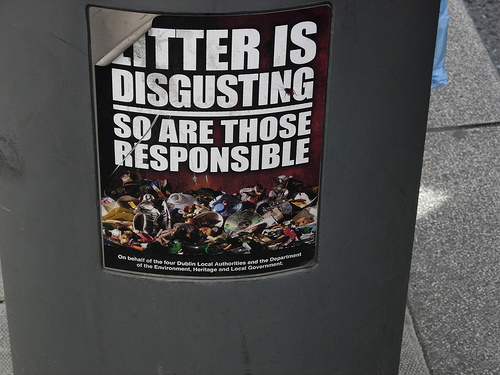 LITTER IS
DISGUSTING
SO ARE THOSE
RESPONSIBLE
On behalf of the four Dublin Local Authorities and the Department
of the Environment, Heritage and Local Government.